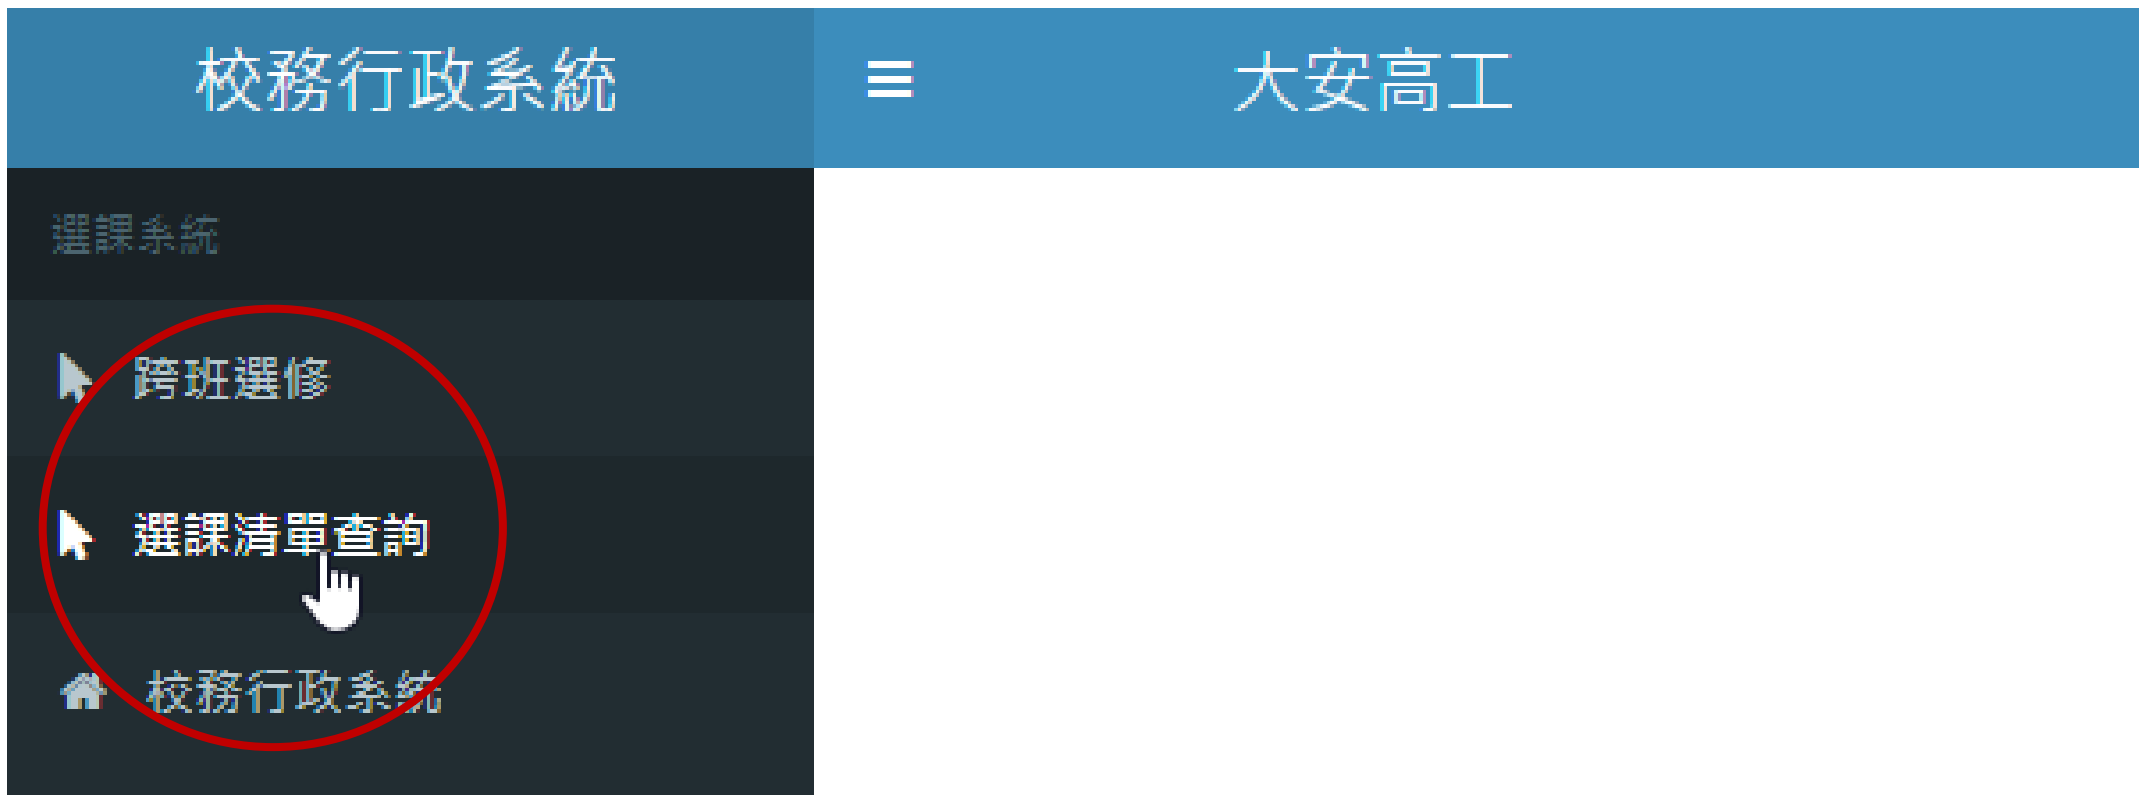 校務行政系統
大安高工
選課系統
跨班選修
選課清單查詢
校務行政系統